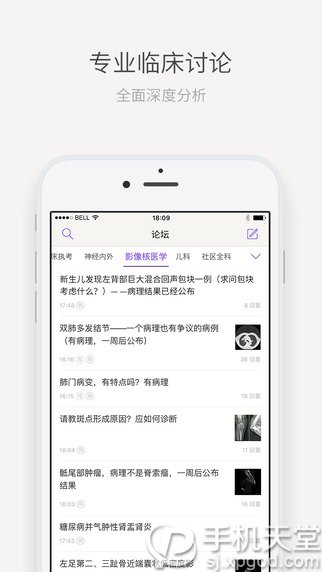 专业临床讨论
全面深度分析
BELL
18:09
论坛
床执考 神经内外 影像核医学 儿科 社区全科
新生儿发现左背部巨大混合回声包块一例（求问包块
考虑什么？）——病理结果已经公布
17:48 8 回复
双肺多发结节——一个病理也有争议的病例
（有病理，一周后公布）
16:16 36 回复
肺门病变，有特点吗？有病理
16:15 8 回复
请教斑点形成原因？应如何诊断
18:04 11 回复
骶尾部肿瘤，病理不是脊索瘤，一周后公布
结果
18:03
糖尿病并气肿性肾盂肾炎
左足第二、三趾骨近端囊状低密度影
手机天堂
sj.xpgod.com